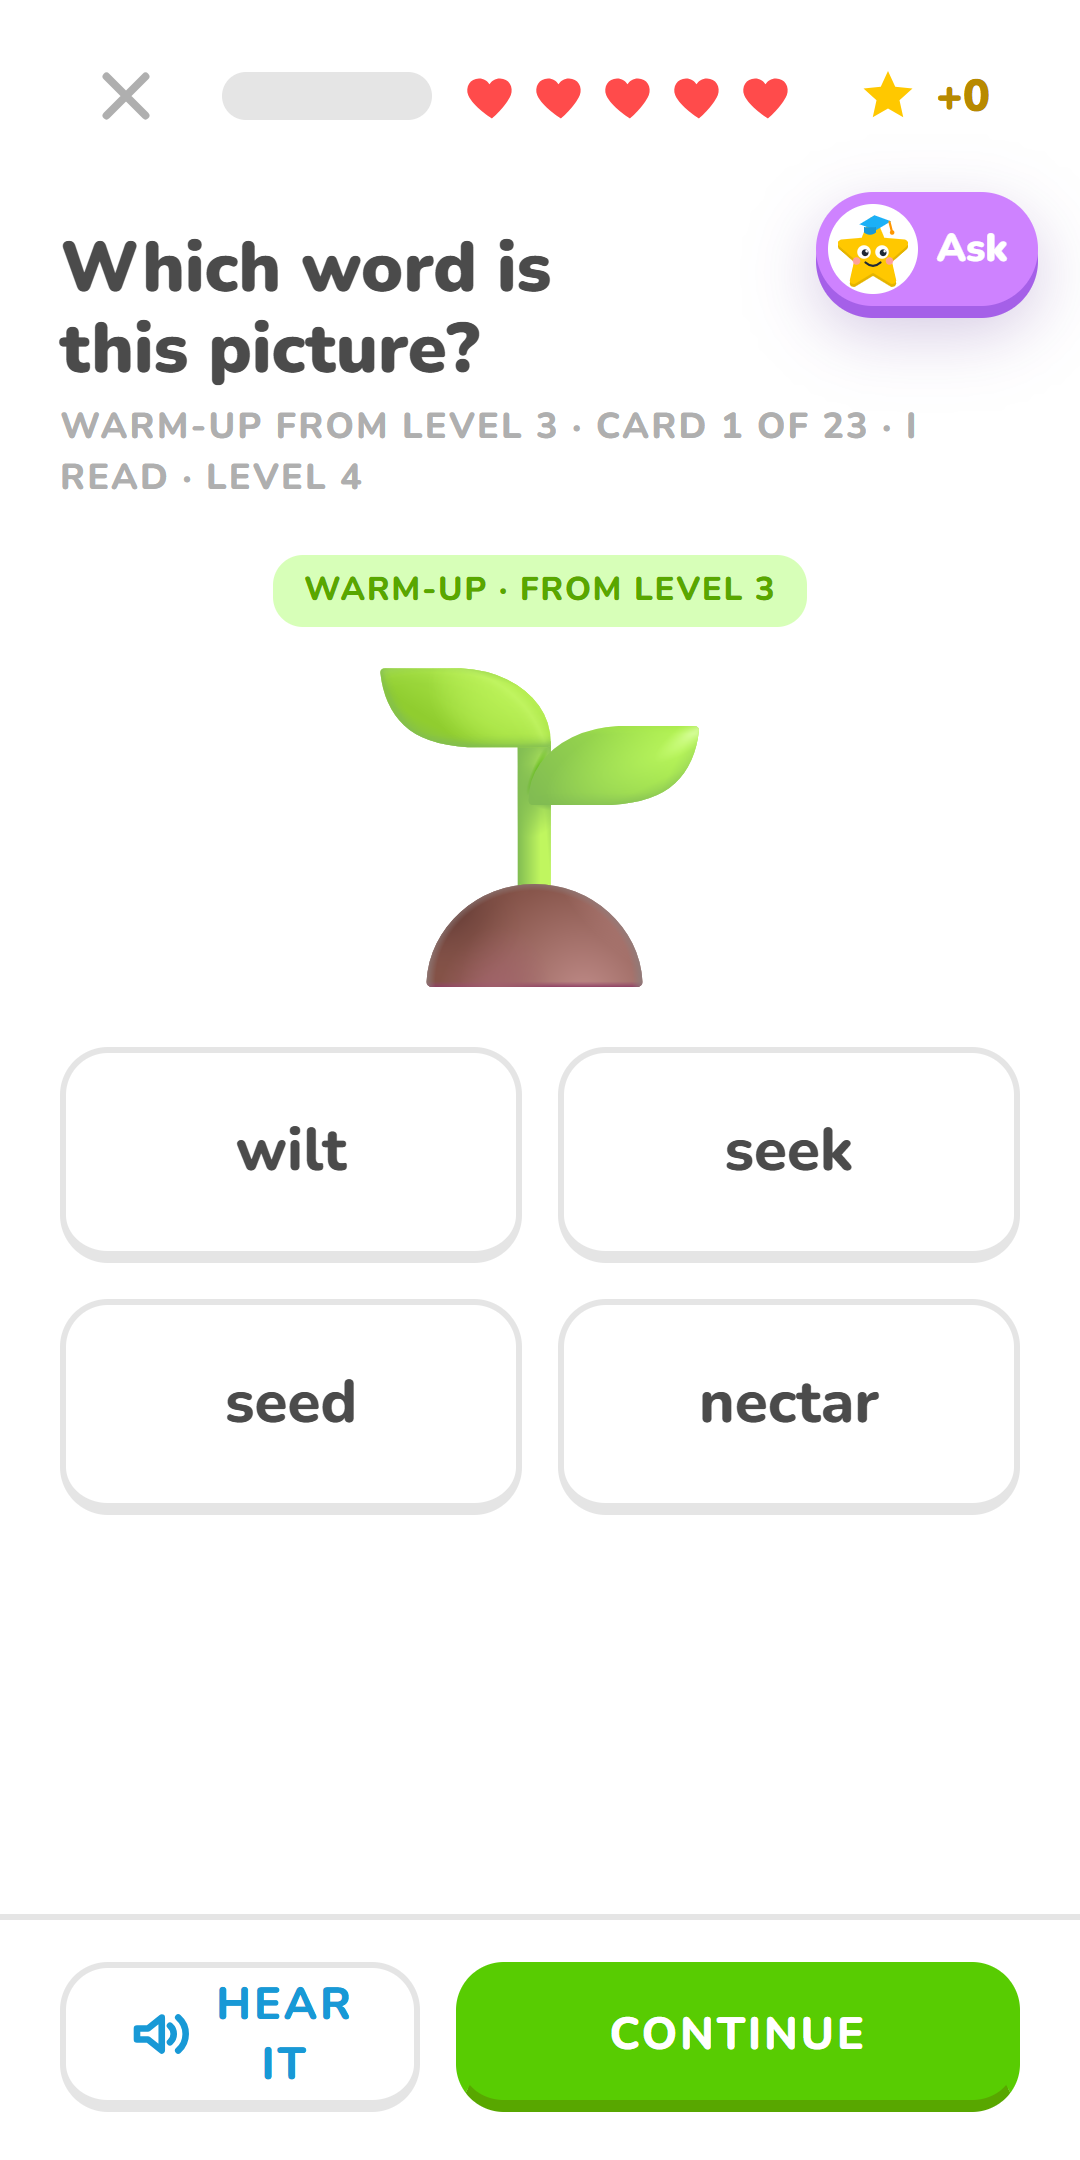 +0
Ask
Which word is
this picture?
WARM-UP FROM LEVEL 3 · CARD 1 OF 23 · I
READ · LEVEL 4
WARM-UP · FROM LEVEL 3
wilt
seek
seed
nectar
HEAR
IT
CONTINUE